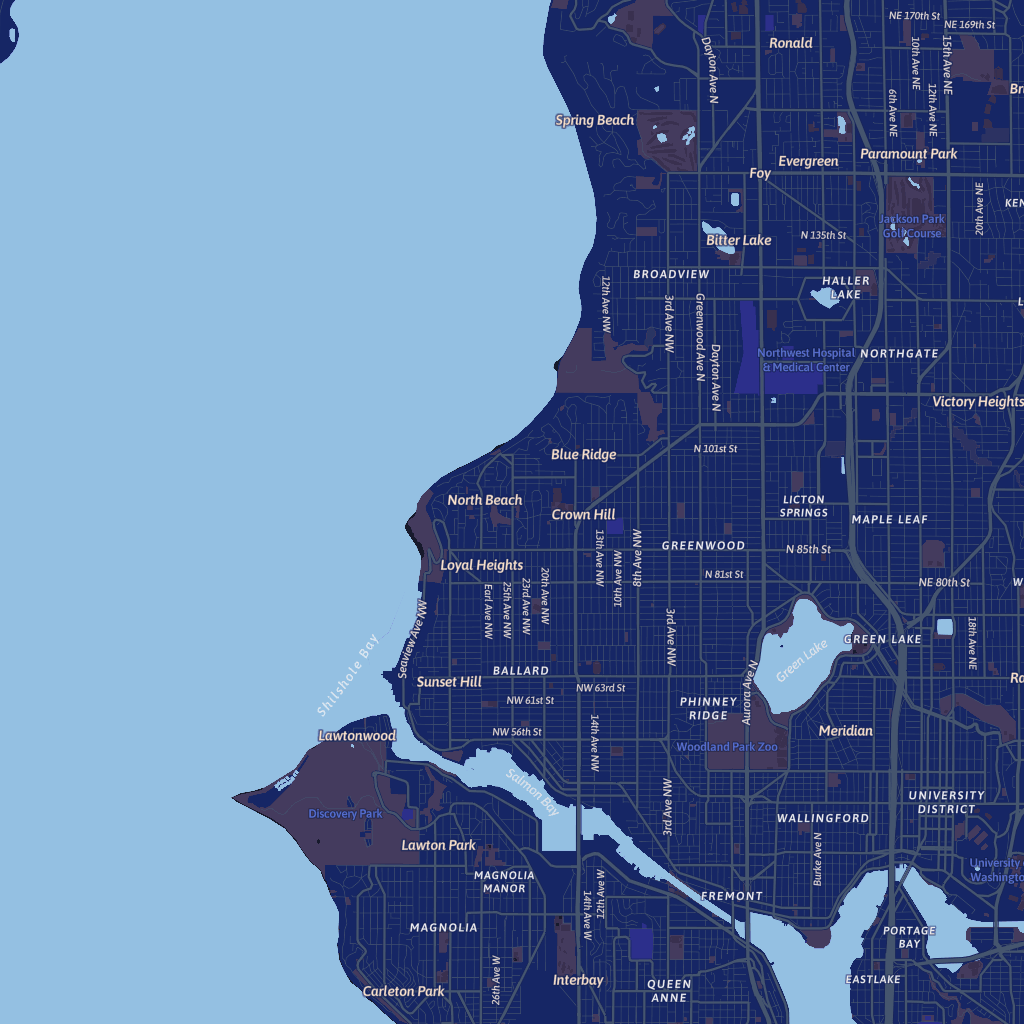 NE 170th St
NE 169th St
Ronald
Dayton Ave N
10th Ave NE
15th Ave NE
6th Ave NE
12th Ave NE
Spring Beach
Evergreen
Paramount Park
Foy
20th Ave NE
Jackson Park
Golf Course
N 135th St
Bitter Lake
BROADVIEW
HALLER
LAKE
12th Ave NW
3rd Ave NW
Greenwood Ave N
Dayton Ave N
Northwest Hospital
& Medical Center
NORTHGATE
Victory Heights
N 101st St
Blue Ridge
North Beach
Crown Hill
LICTON
SPRINGS
MAPLE LEAF
GREENWOOD
N 85th St
13th Ave NW
10th Ave NW
8th Ave NW
Loyal Heights
N 81st St
NE 80th St
Earl Ave NW
25th Ave NW
23rd Ave NW
20th Ave NW
Seaview Ave NW
3rd Ave NW
18th Ave NE
GREEN LAKE
Green Lake
Shilshole Bay
BALLARD
Sunset Hill
NW 63rd St
NW 61st St
Aurora Ave N
PHINNEY
RIDGE
Lawtonwood
NW 56th St
14th Ave NW
Meridian
Woodland Park Zoo
Salmon Bay
3rd Ave NW
UNIVERSITY
DISTRICT
Discovery Park
WALLINGFORD
Lawton Park
Burke Ave N
MAGNOLIA
MANOR
14th Ave W
12th Ave W
FREMONT
MAGNOLIA
PORTAGE
BAY
26th Ave W
Carleton Park
Interbay
QUEEN
ANNE
EASTLAKE